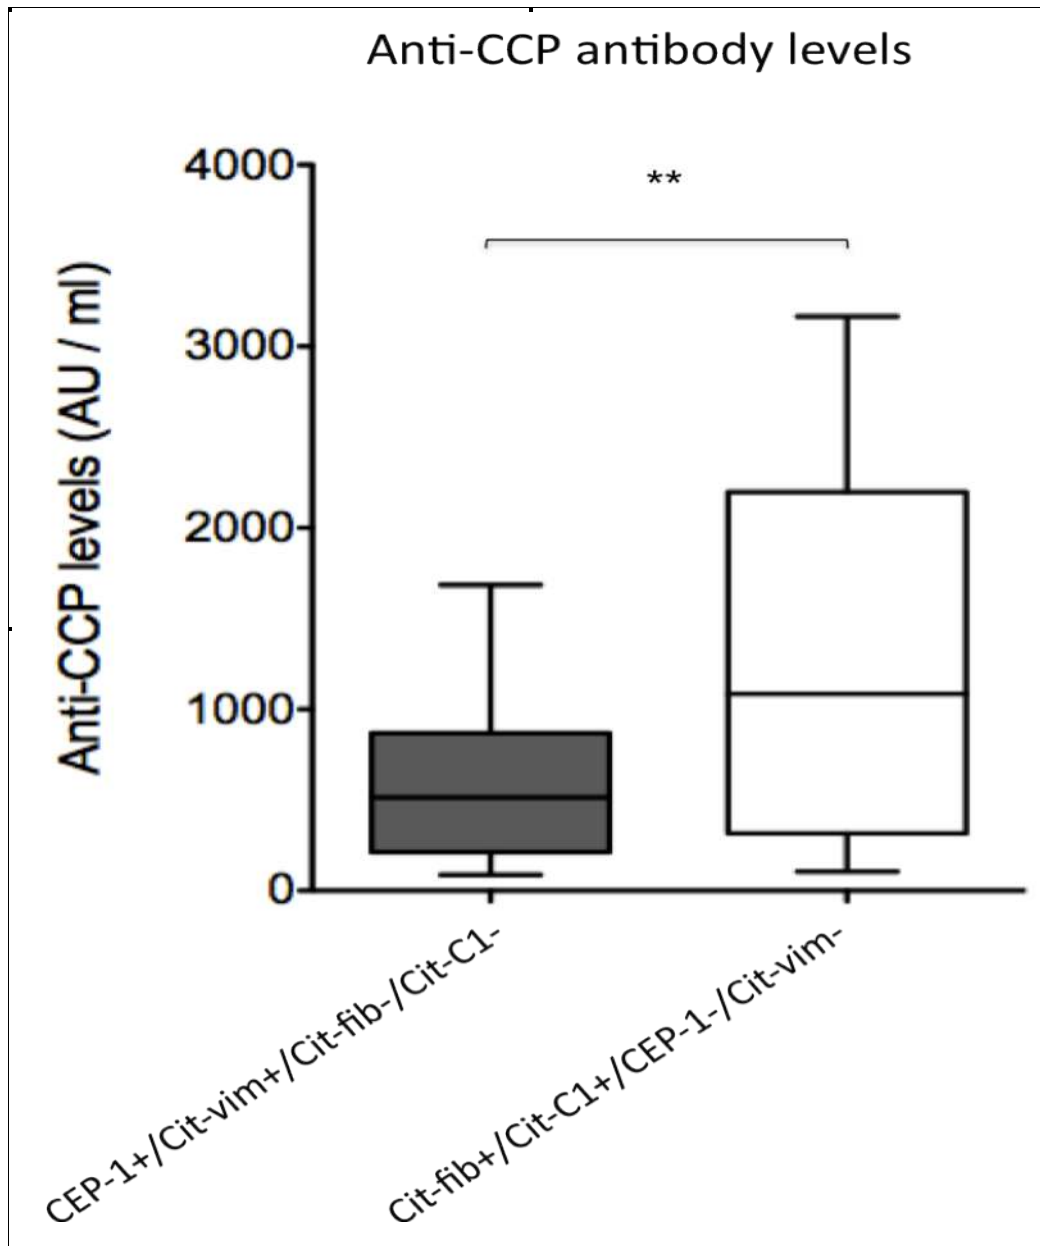 Anti-CCP antibody levels
4000
**
3000
2000
1000
0
Anti-CCP levels (AU / ml)
CEP-1+/Cit-vim+/Cit-fib-/Cit-C1-
Cit-fib+/Cit-C1+/CEP-1-/Cit-vim-